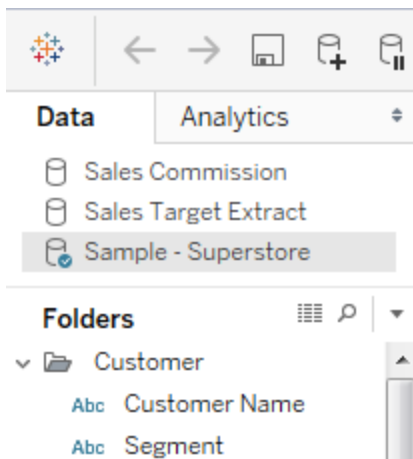 Data Analytics
Sales Commission
Sales Target Extract
Sample - Superstore
Folders
Customer
Abc Customer Name
Abc Segment